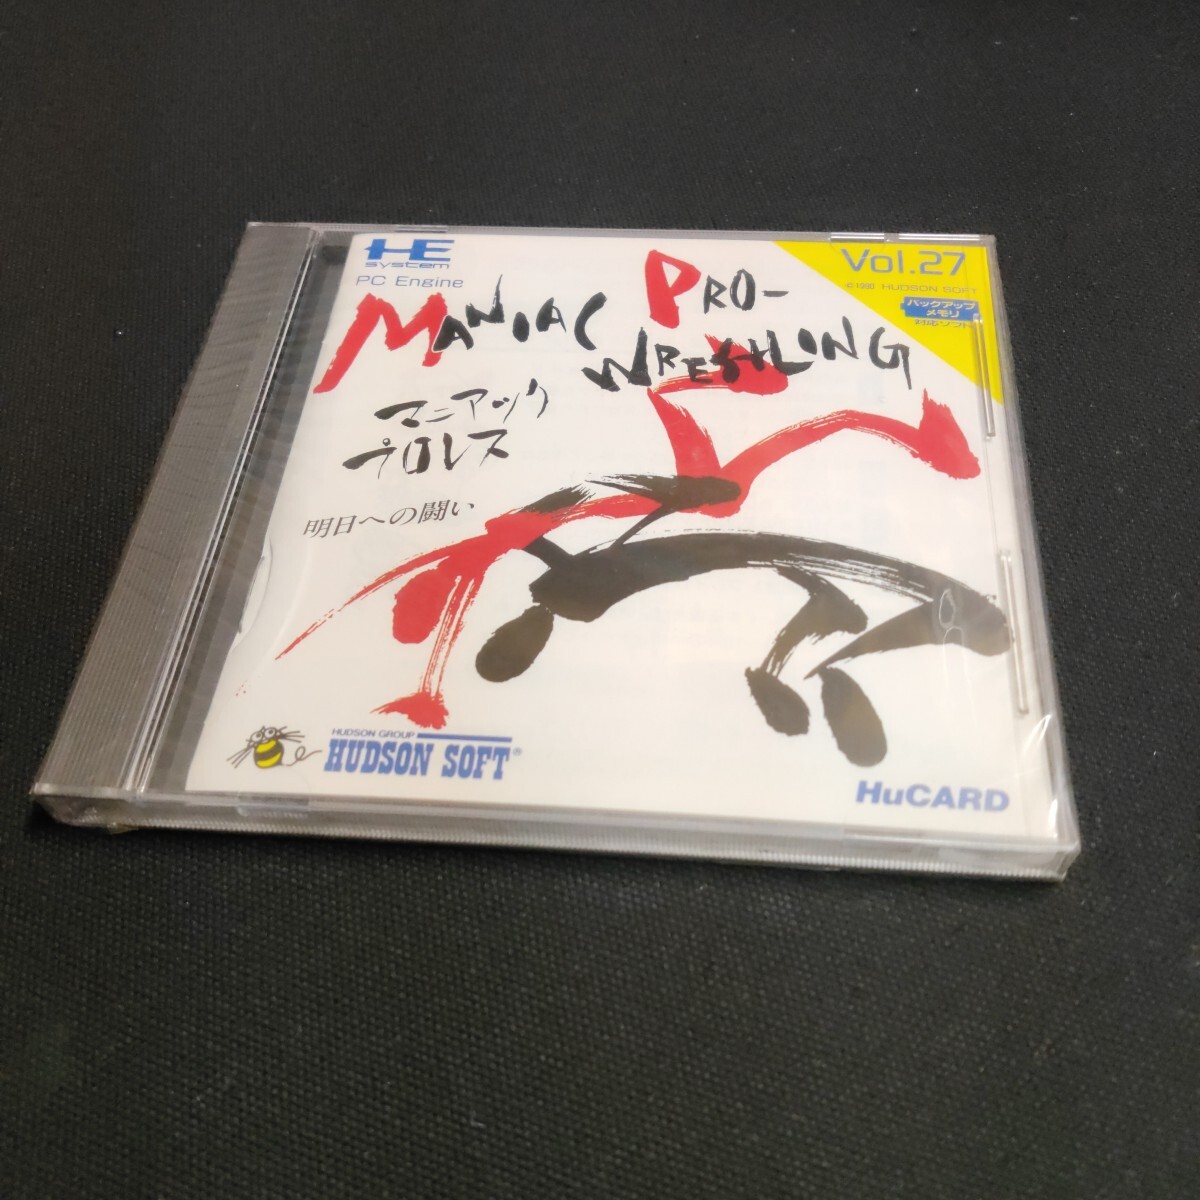 HE
system
PC Engine
Vol.27
HUDSON SOFT
バックアップ
メモリ
対応ソフト
MANIAC PRO-
WRESTLING
マニアック
プロレス
明日への闘い
HUDSON GROUP
HUDSON SOFT®
HuCARD